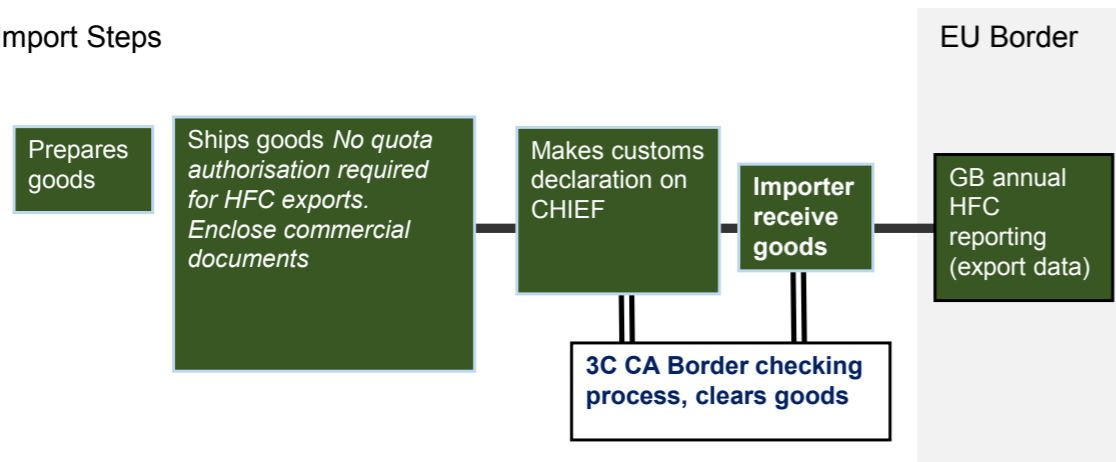 mport Steps
EU Border
Prepares
goods
Ships goods No quota
authorisation required
for HFC exports.
Enclose commercial
documents
Makes customs
declaration on
CHIEF
Importer
receive
goods
GB annual
HFC
reporting
(export data)
3C CA Border checking
process, clears goods